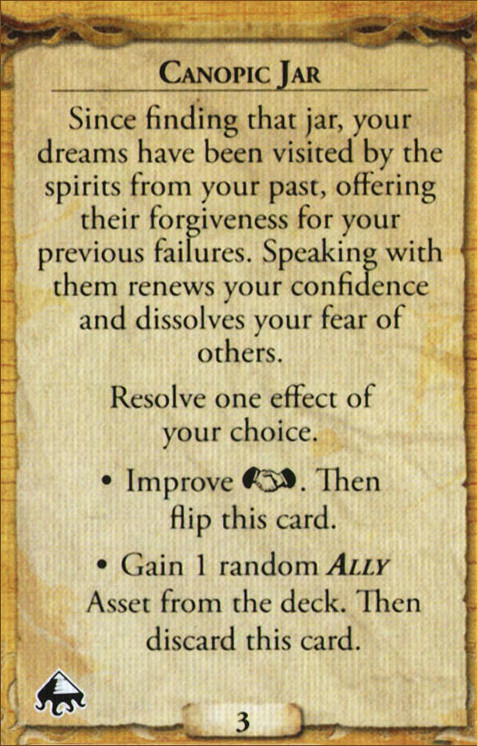 CANOPIC JAR
Since finding that jar, your
dreams have been visited by the
spirits from your past, offering
their forgiveness for your
previous failures. Speaking with
them renews your confidence
and dissolves your fear of
others.
Resolve one effect of
your choice.
• Improve . Then
flip this card.
• Gain 1 random ALLY
Asset from the deck. Then
discard this card.
3